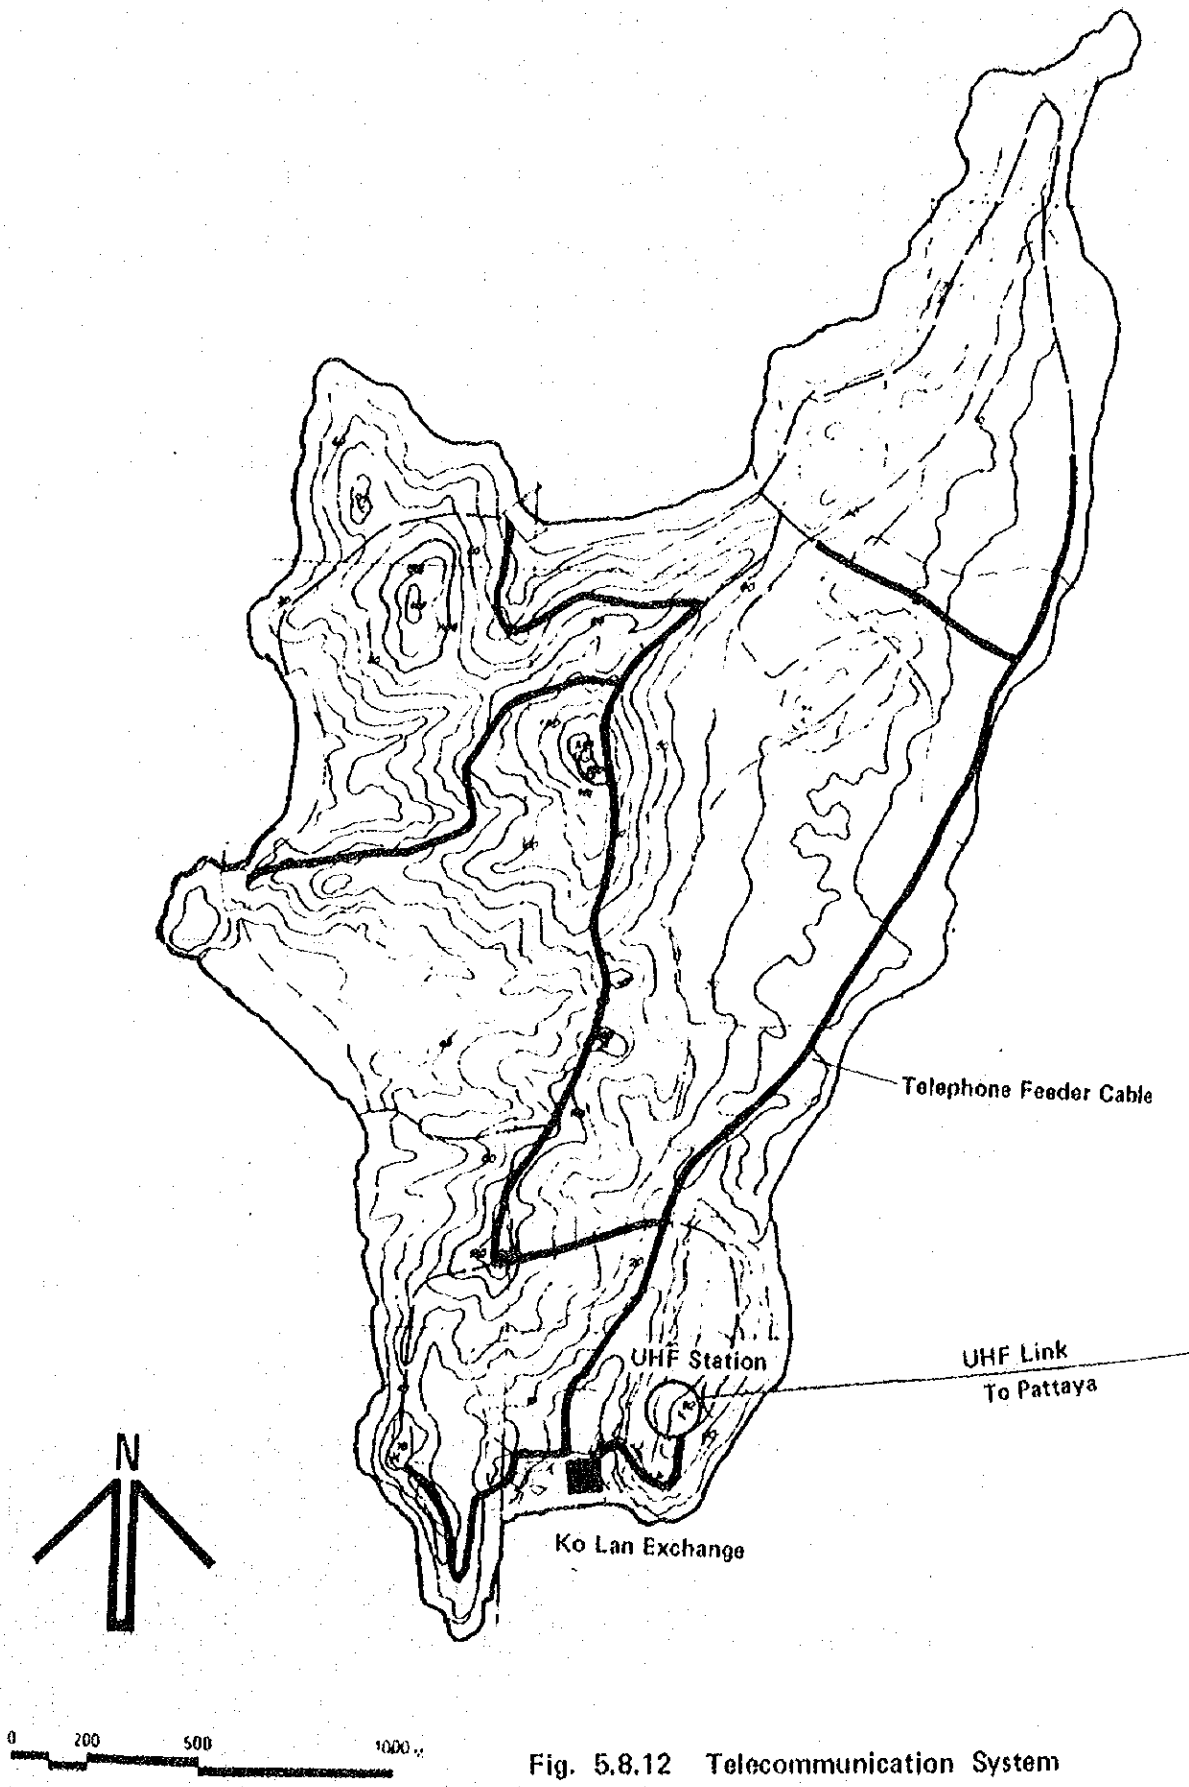 Telephone Feeder Cable
UHF Station
UHF Link
To Pattaya
N
Ko Lan Exchange
0 200 500 1000 M
Fig. 5.8.12 Telecommunication System